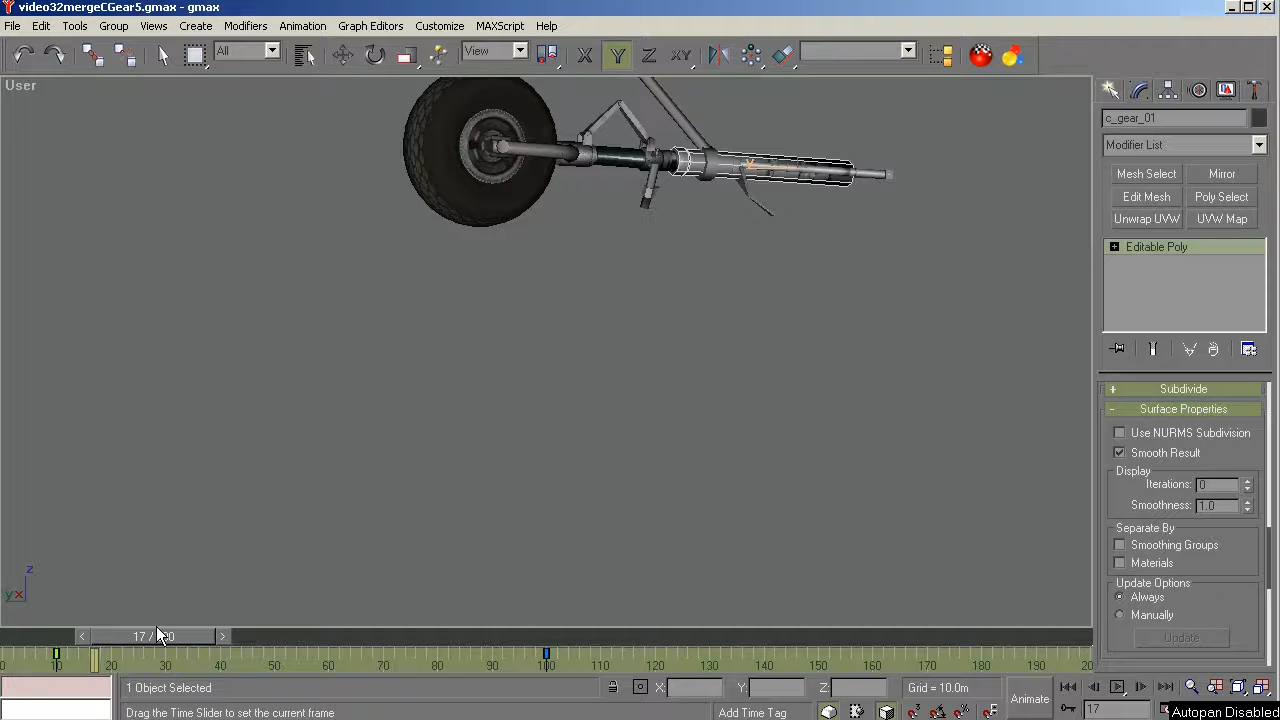 video32mergeCGear5.gmax - gmax
File Edit Tools Group Views Create Modifiers Animation Graph Editors Customize MAXScript Help
All View X Y Z XY
User
c_gear_01
Modifier List
Mesh Select Mirror
Edit Mesh Poly Select
Unwrap UVW UVW Map
Editable Poly
+ Subdivide
- Surface Properties
Use NURMS Subdivision
Smooth Result
Display
Iterations: 0
Smoothness: 1.0
Separate By
Smoothing Groups
Materials
Update Options
Always
Manually
Update
z
y x
< 17 / >
0 10 20 30 40 50 60 70 80 90 100 110 120 130 140 150 160 170 180 190 20
1 Object Selected X: Y: Z: Grid = 10.0m Animate
Drag the Time Slider to set the current frame Add Time Tag 17
Autopan Disabled